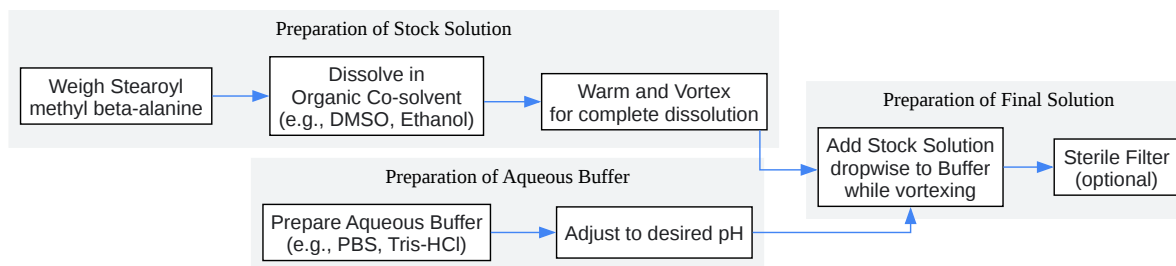 Preparation of Stock Solution
Weigh Stearoyl
methyl beta-alanine
Dissolve in
Organic Co-solvent
(e.g., DMSO, Ethanol)
Warm and Vortex
for complete dissolution
Preparation of Aqueous Buffer
Prepare Aqueous Buffer
(e.g., PBS, Tris-HCl)
Adjust to desired pH
Preparation of Final Solution
Add Stock Solution
dropwise to Buffer
while vortexing
Sterile Filter
(optional)